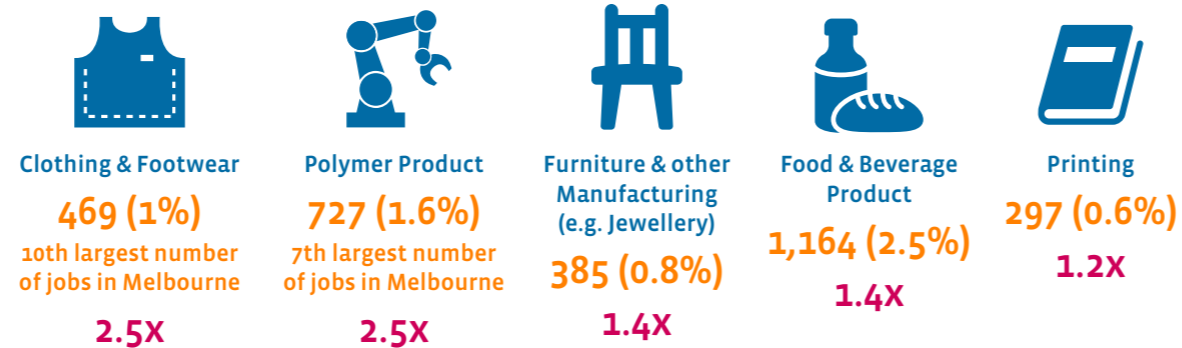 Clothing & Footwear
469 (1%)
10th largest number
of jobs in Melbourne
2.5X
Polymer Product
727 (1.6%)
7th largest number
of jobs in Melbourne
2.5X
Furniture & other
Manufacturing
(e.g. Jewellery)
385 (0.8%)
1.4X
Food & Beverage
Product
1,164 (2.5%)
1.4X
Printing
297 (0.6%)
1.2X